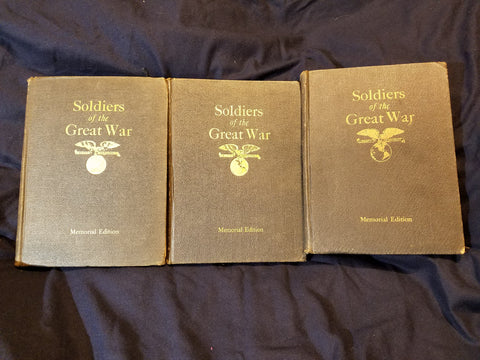 Soldiers
of the
Great War
Memorial Edition
Soldiers
of the
Great War
Memorial Edition
Soldiers
of the
Great War
Memorial Edition